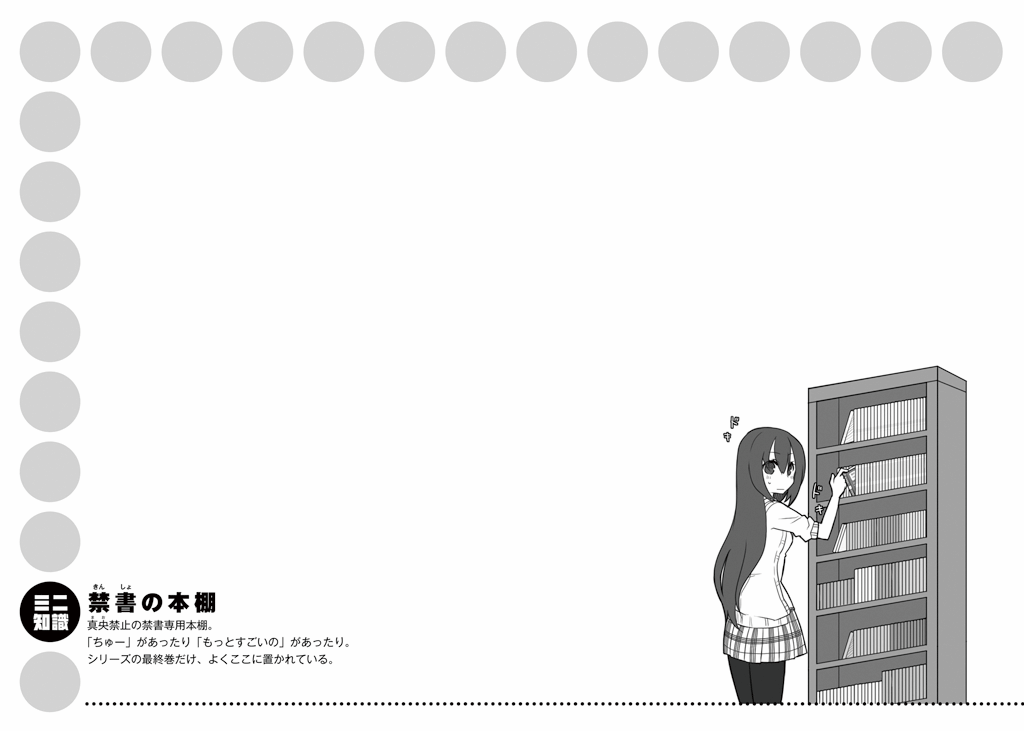 ドキ
ドキ
ミニ知識
禁書の本棚
きん しょ
真央禁止の禁書専用本棚。
まお
「ちゅー」があったり「もっとすごいの」があったり。
シリーズの最終巻だけ、よくここに置かれている。